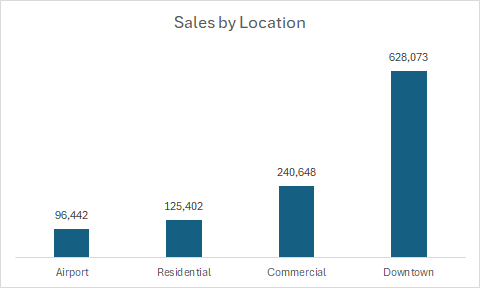 Sales by Location
628,073
240,648
125,402
96,442
Airport Residential Commercial Downtown